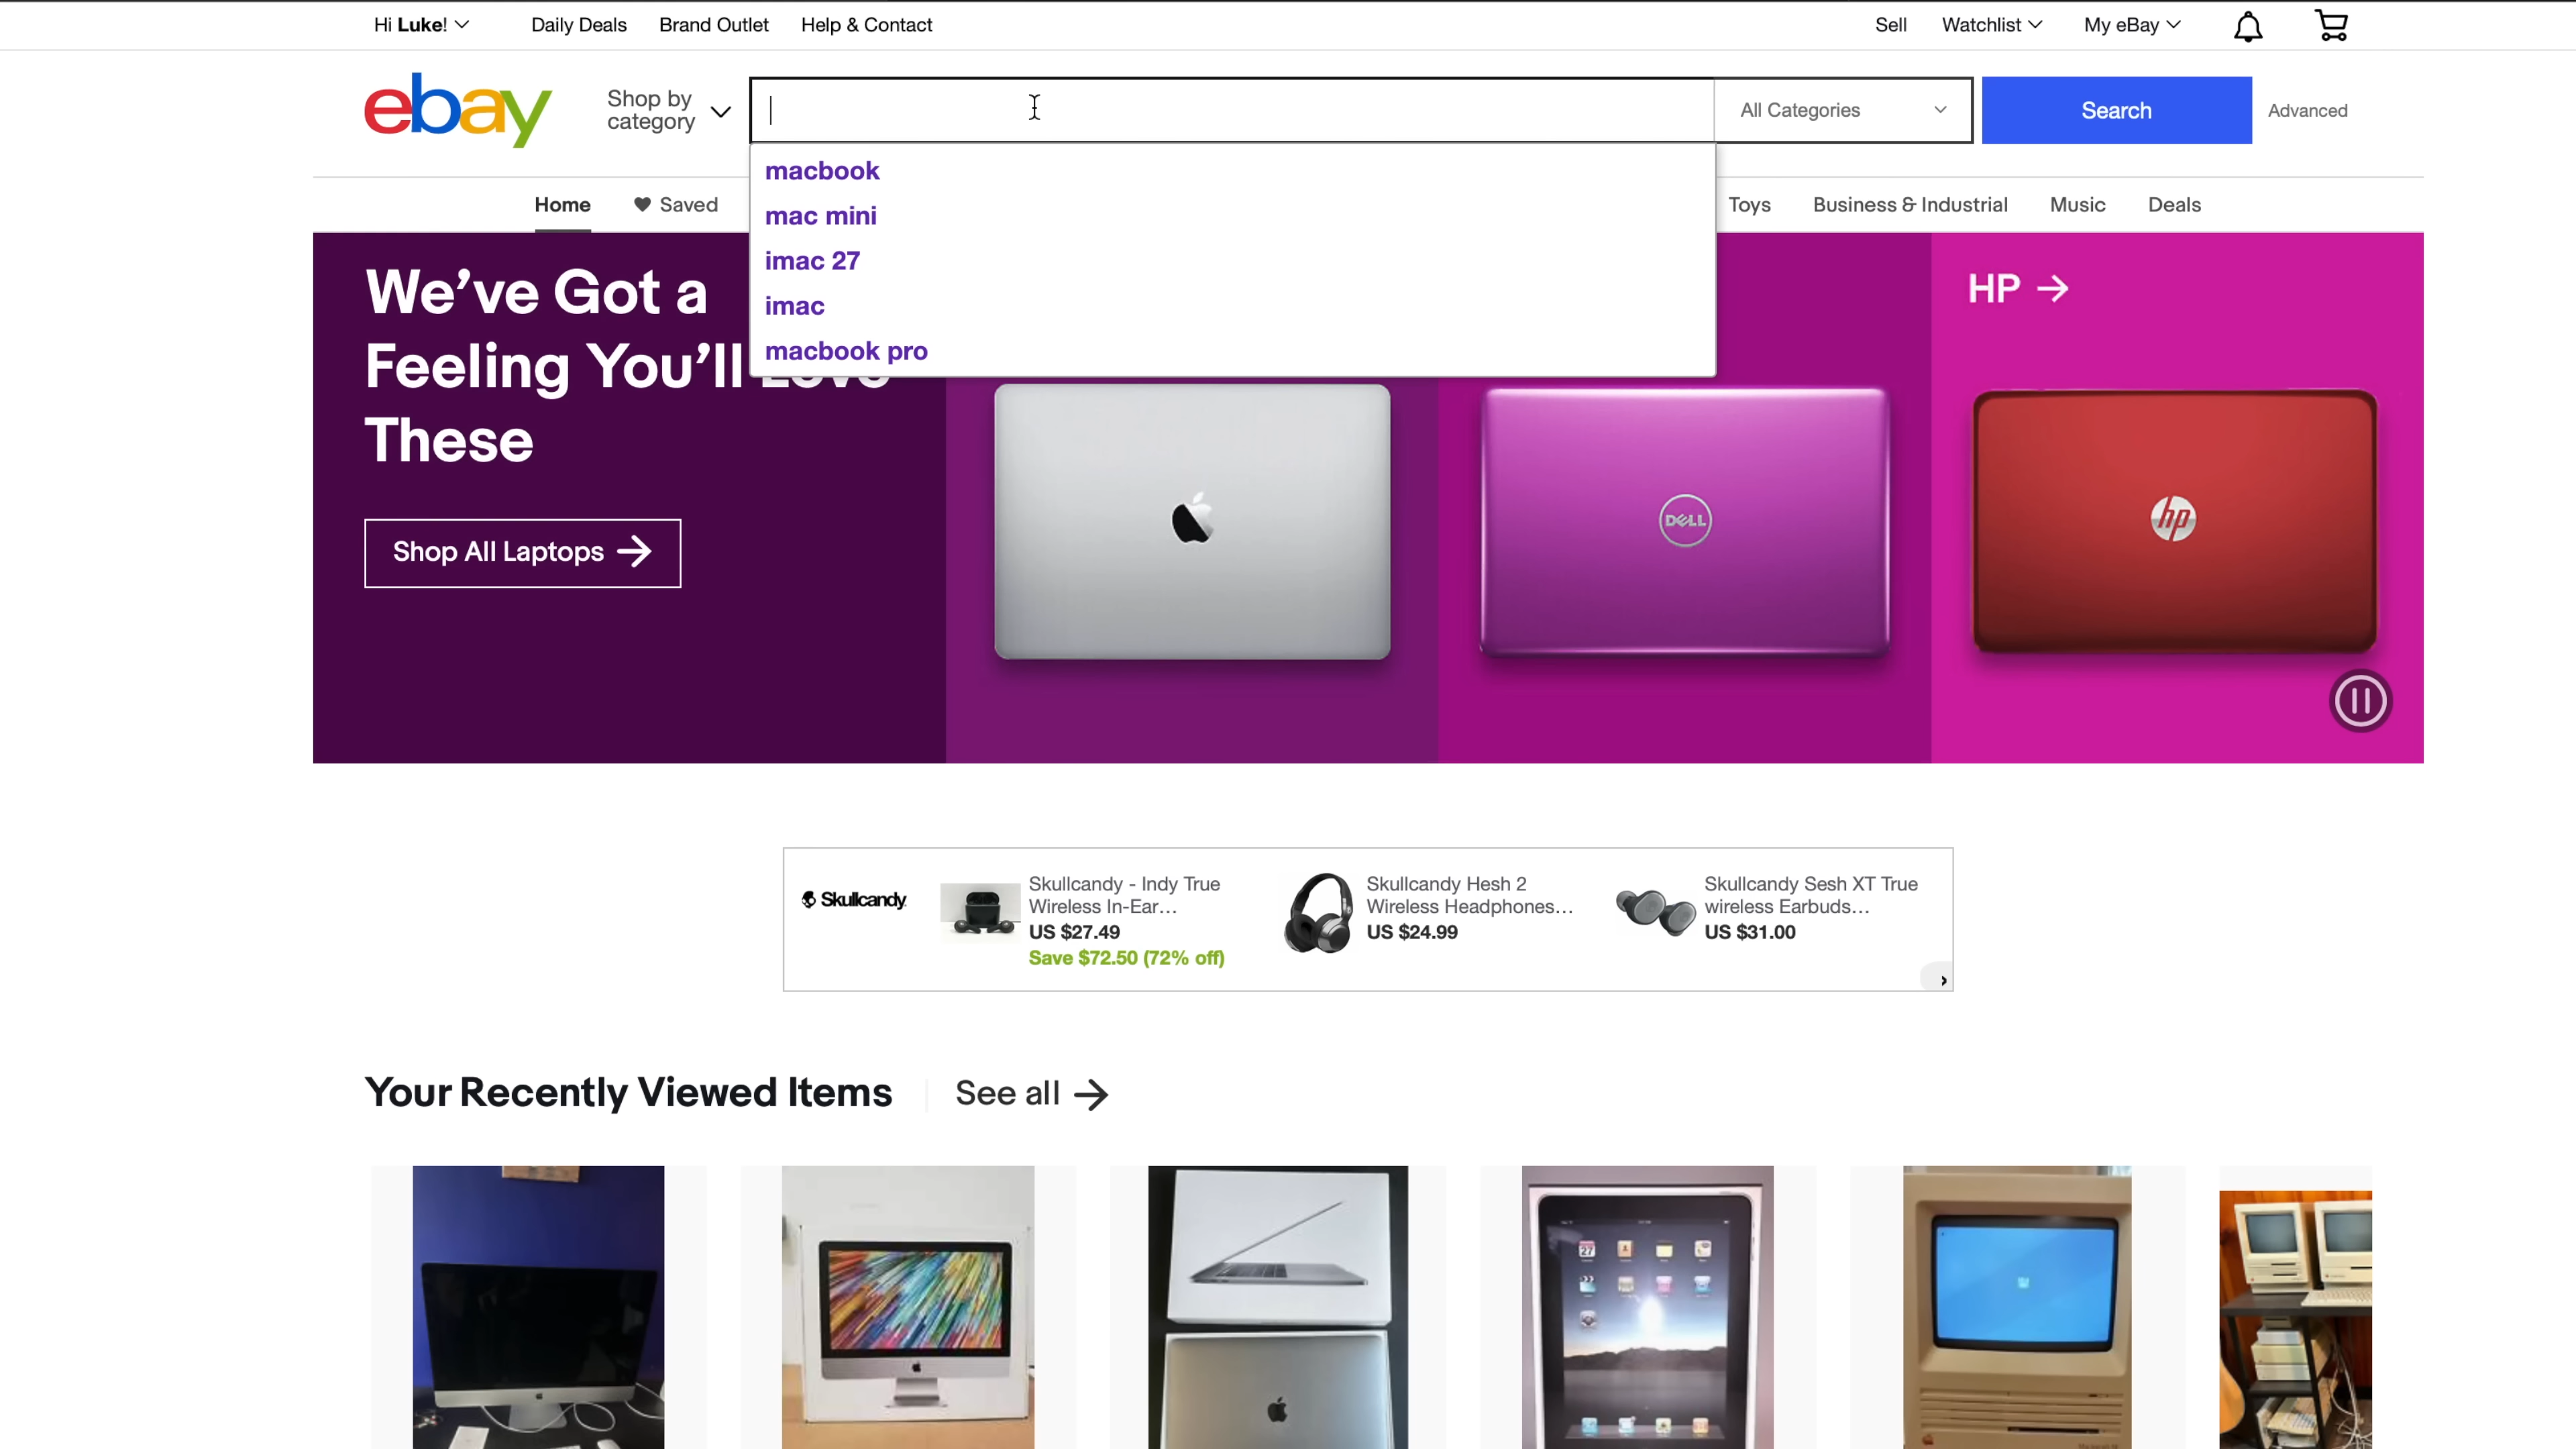 Hi Luke!
Daily Deals
Brand Outlet
Help & Contact
Sell
Watchlist
My eBay
ebay
Shop by
category
All Categories
Search
Advanced
macbook
mac mini
imac 27
imac
macbook pro
Home
Saved
Toys
Business & Industrial
Music
Deals
We've Got a
Feeling You'll
These
Shop All Laptops
HP
DELL
hp
Skullcandy
Skullcandy - Indy True
Wireless In-Ear...
US $27.49
Save $72.50 (72% off)
Skullcandy Hesh 2
Wireless Headphones...
US $24.99
Skullcandy Sesh XT True
wireless Earbuds...
US $31.00
Your Recently Viewed Items
See all
27